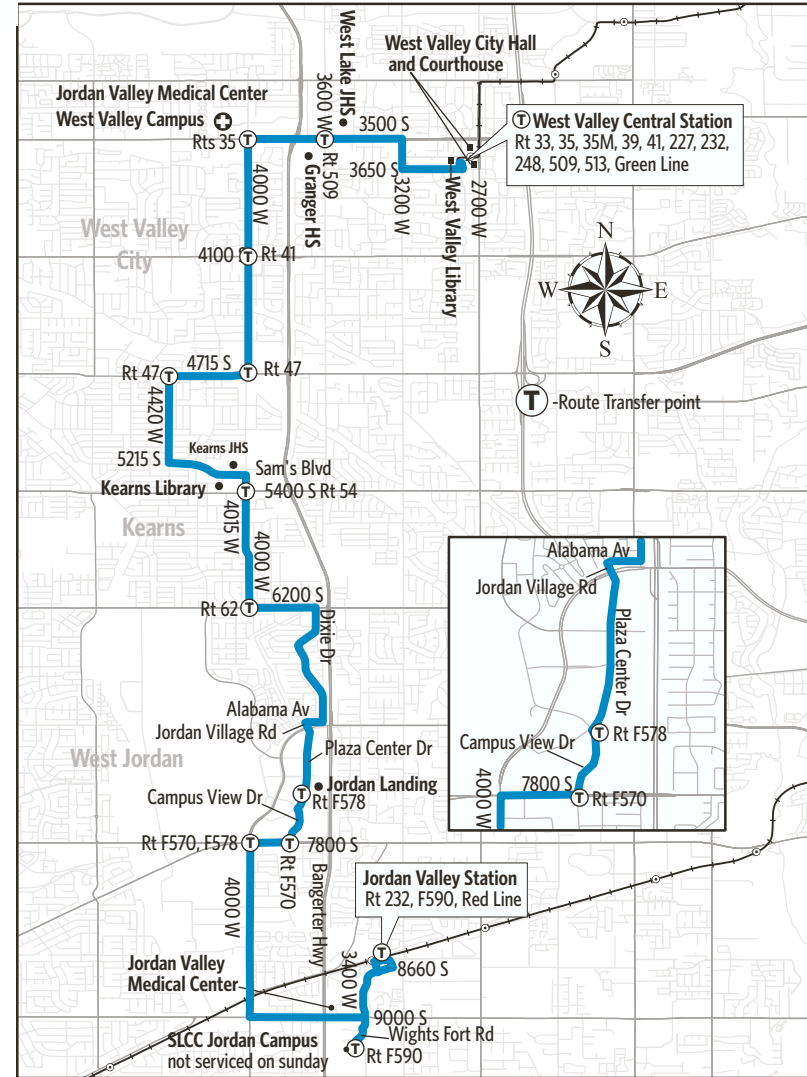 West Lake JHS
3600 W
West Valley City Hall
and Courthouse
Jordan Valley Medical Center
West Valley Campus
Rts 35
3500 S
T West Valley Central Station
Rt 33, 35, 35M, 39, 41, 227, 232,
248, 509, 513, Green Line
4000 W
Rt 509
Granger HS
3650 S
3200 W
West Valley Library
2700 W
West Valley
City
4100 S
T Rt 41
N
W
E
S
Rt 47 T
4715 S
T Rt 47
T -Route Transfer point
4420 W
5215 S
Kearns JHS
Sam's Blvd
Kearns Library
T 5400 S Rt 54
Kearns
4015 W
4000 W
Rt 62 T
6200 S
Dixie Dr
Alabama Av
Jordan Village Rd
West Jordan
Plaza Center Dr
Jordan Landing
T Rt F578
Campus View Dr
Rt F570, F578 T
T 7800 S
Rt F570
Bangerter Hwy
4000 W
Alabama Av
Jordan Village Rd
Plaza Center Dr
T Rt F578
Campus View Dr
4000 W
7800 S
T Rt F570
Jordan Valley Station
Rt 232, F590, Red Line
T
8660 S
3400 W
Jordan Valley
Medical Center
9000 S
SLCC Jordan Campus
not serviced on sunday
Wights Fort Rd
T Rt F590